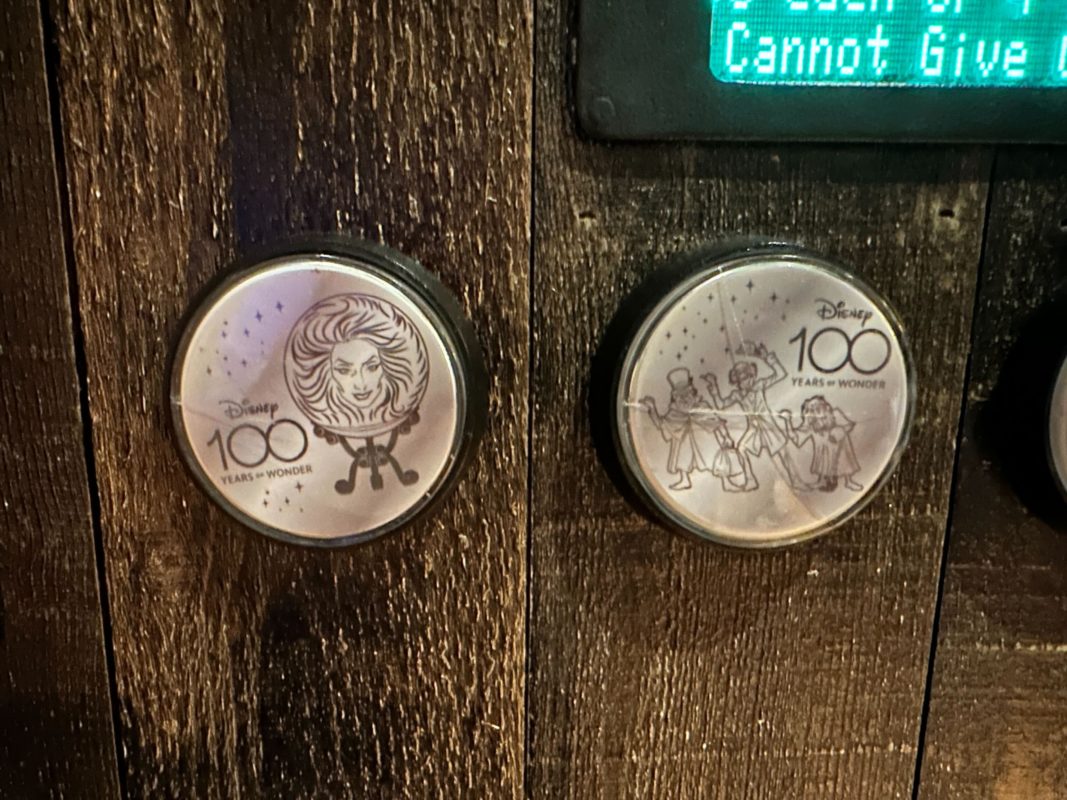 Cannot Give
Disney
100
YEARS OF WONDER
Disney
100
YEARS OF WONDER